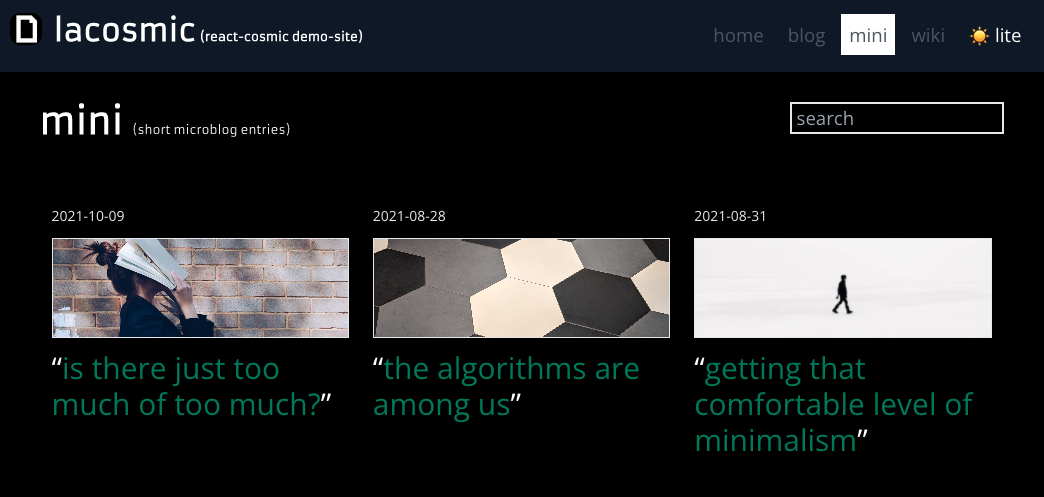 lacosmic (react-cosmic demo-site)
home blog mini wiki ☀️ lite
mini (short microblog entries)
search
2021-10-09
“is there just too
much of too much?”
2021-08-28
“the algorithms are
among us”
2021-08-31
“getting that
comfortable level of
minimalism”